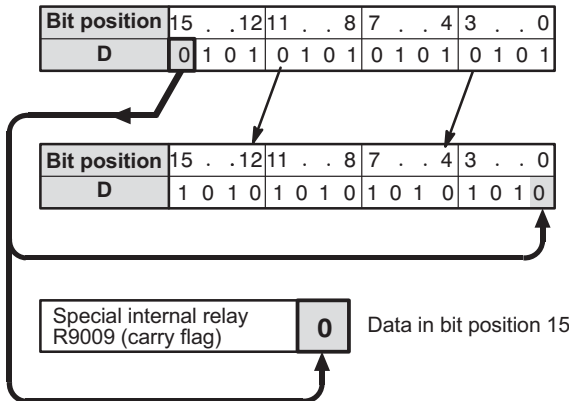 Bit position 15 . . 12 11 . . 8 7 . . 4 3 . . 0
D 0 1 0 1 0 1 0 1 0 1 0 1 0 1 0 1
Bit position 15 . . 12 11 . . 8 7 . . 4 3 . . 0
D 1 0 1 0 1 0 1 0 1 0 1 0 1 0 1 0
Special internal relay
R9009 (carry flag) 0 Data in bit position 15